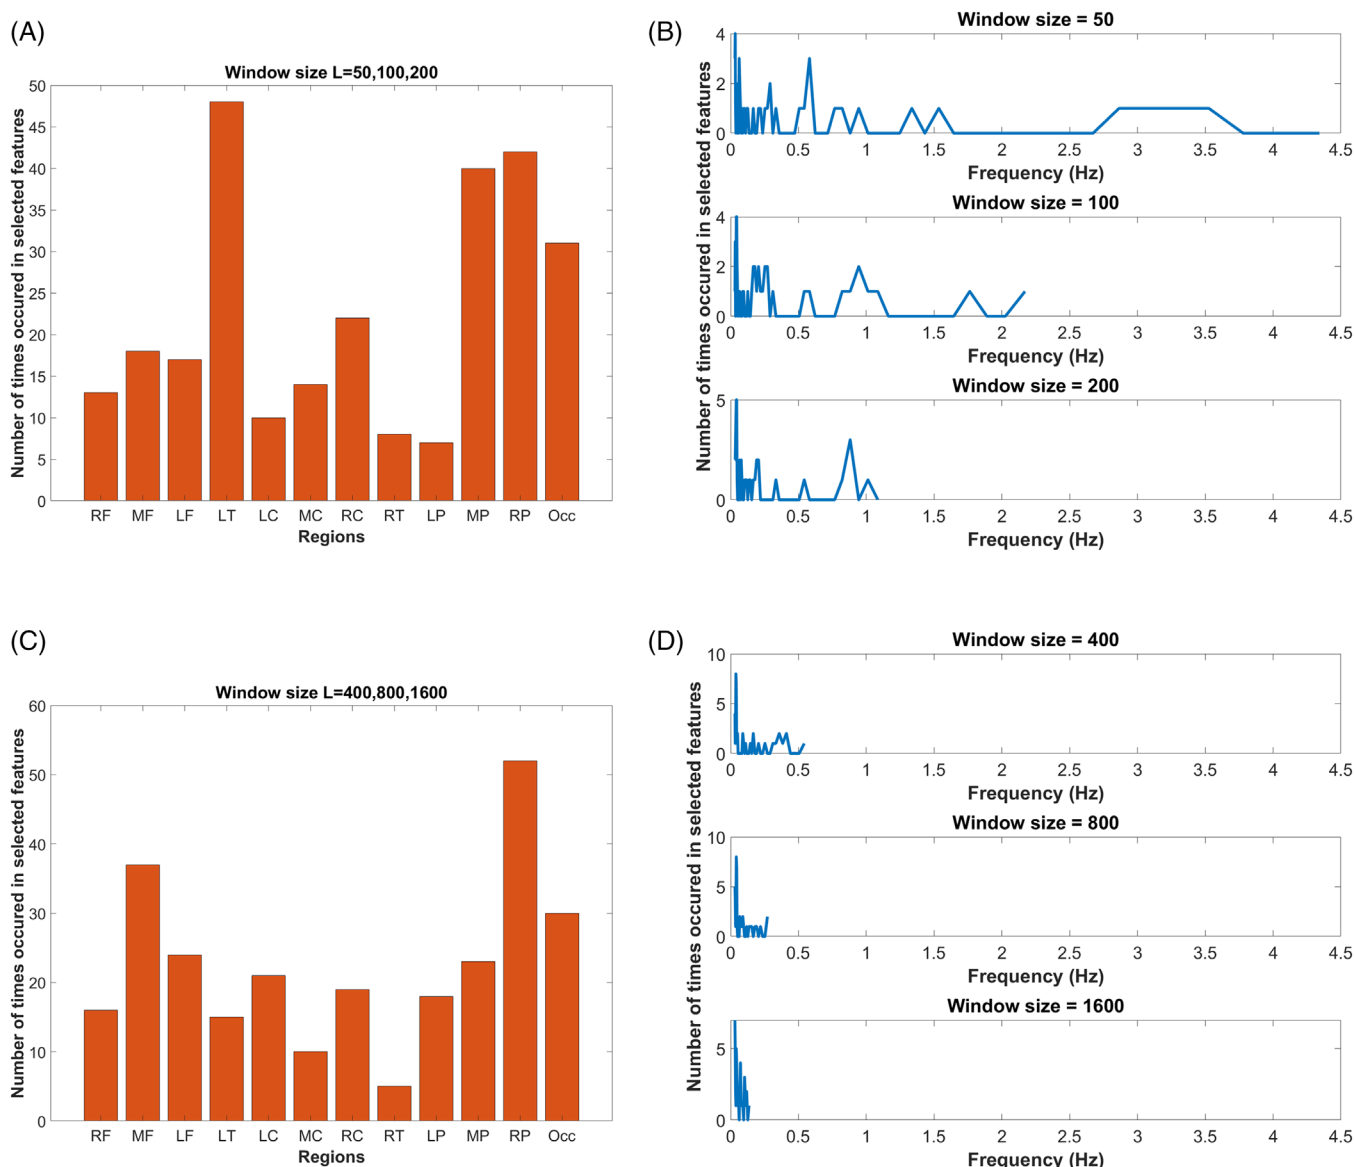 (A)
Window size L=50,100,200
Number of times occured in selected features
50
45
40
35
30
25
20
15
10
5
0
RF MF LF LT LC MC RC RT LP MP RP Occ
Regions
(B)
Number of times occured in selected features
Window size = 50
4
2
0
0 0.5 1 1.5 2 2.5 3 3.5 4 4.5
Frequency (Hz)
Window size = 100
4
2
0
0 0.5 1 1.5 2 2.5 3 3.5 4 4.5
Frequency (Hz)
Window size = 200
5
0
0 0.5 1 1.5 2 2.5 3 3.5 4 4.5
Frequency (Hz)
(C)
Window size L=400,800,1600
Number of times occured in selected features
60
50
40
30
20
10
0
RF MF LF LT LC MC RC RT LP MP RP Occ
Regions
(D)
Number of times occured in selected features
Window size = 400
10
5
0
0 0.5 1 1.5 2 2.5 3 3.5 4 4.5
Frequency (Hz)
Window size = 800
10
5
0
0 0.5 1 1.5 2 2.5 3 3.5 4 4.5
Frequency (Hz)
Window size = 1600
5
0
0 0.5 1 1.5 2 2.5 3 3.5 4 4.5
Frequency (Hz)